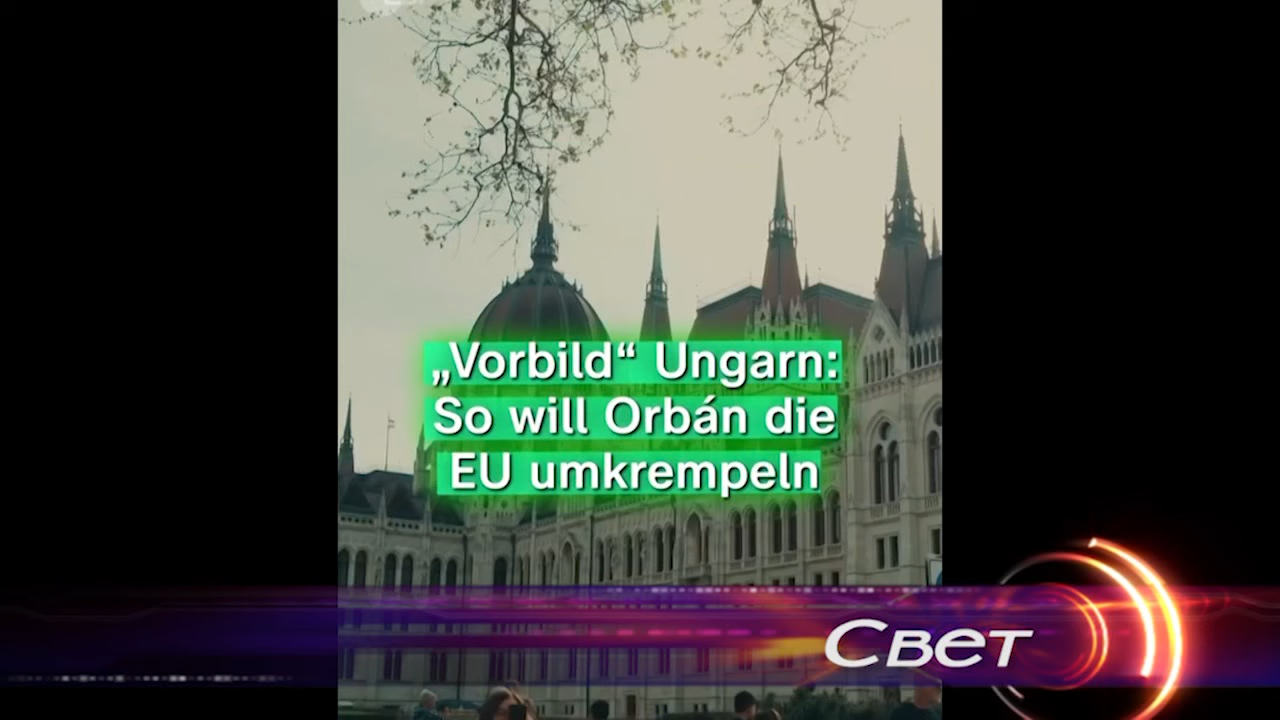 „Vorbild“ Ungarn:
So will Orbán die
EU umkrempeln
Свет